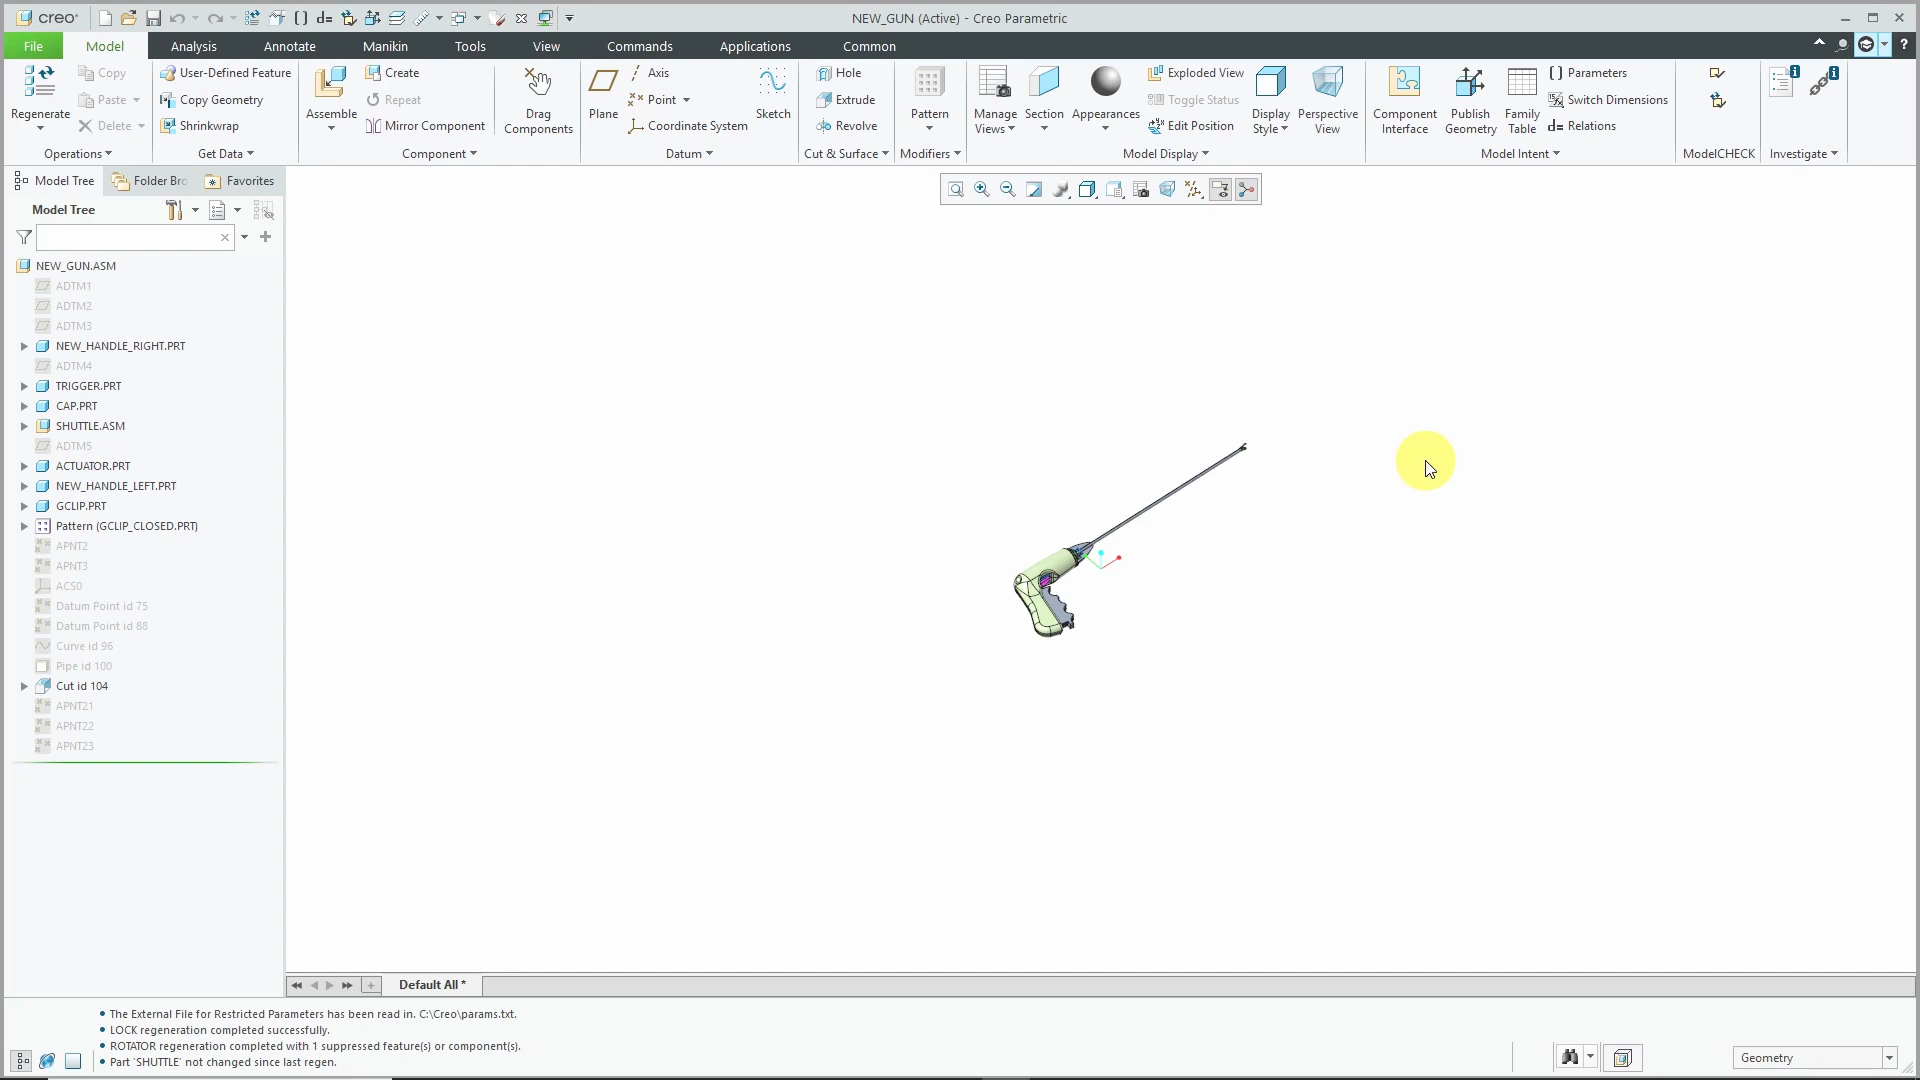 creo
NEW_GUN (Active) - Creo Parametric
File
Model
Analysis
Annotate
Manikin
Tools
View
Commands
Applications
Common
Regenerate
Copy
Paste
Delete
Operations
User-Defined Feature
Copy Geometry
Shrinkwrap
Get Data
Assemble
Create
Repeat
Mirror Component
Component
Drag
Components
Plane
Axis
Point
Coordinate System
Sketch
Datum
Hole
Extrude
Revolve
Cut & Surface
Pattern
Modifiers
Manage
Views
Section
Appearances
Exploded View
Toggle Status
Edit Position
Display
Style
Perspective
View
Model Display
Component
Interface
Publish
Geometry
Family
Table
Parameters
Switch Dimensions
d= Relations
Model Intent
ModelCHECK
Investigate
Model Tree
Folder Bro
Favorites
Model Tree
NEW_GUN.ASM
ADTM1
ADTM2
ADTM3
NEW_HANDLE_RIGHT.PRT
ADTM4
TRIGGER.PRT
CAP.PRT
SHUTTLE.ASM
ADTM5
ACTUATOR.PRT
NEW_HANDLE_LEFT.PRT
GCLIP.PRT
Pattern (GCLIP_CLOSED.PRT)
APNT2
APNT3
ACS0
Datum Point id 75
Datum Point id 88
Curve id 96
Pipe id 100
Cut id 104
APNT21
APNT22
APNT23
Default All *
• The External File for Restricted Parameters has been read in. C:\Creo\params.txt.
• LOCK regeneration completed successfully.
• ROTATOR regeneration completed with 1 suppressed feature(s) or component(s).
• Part 'SHUTTLE' not changed since last regen.
Geometry